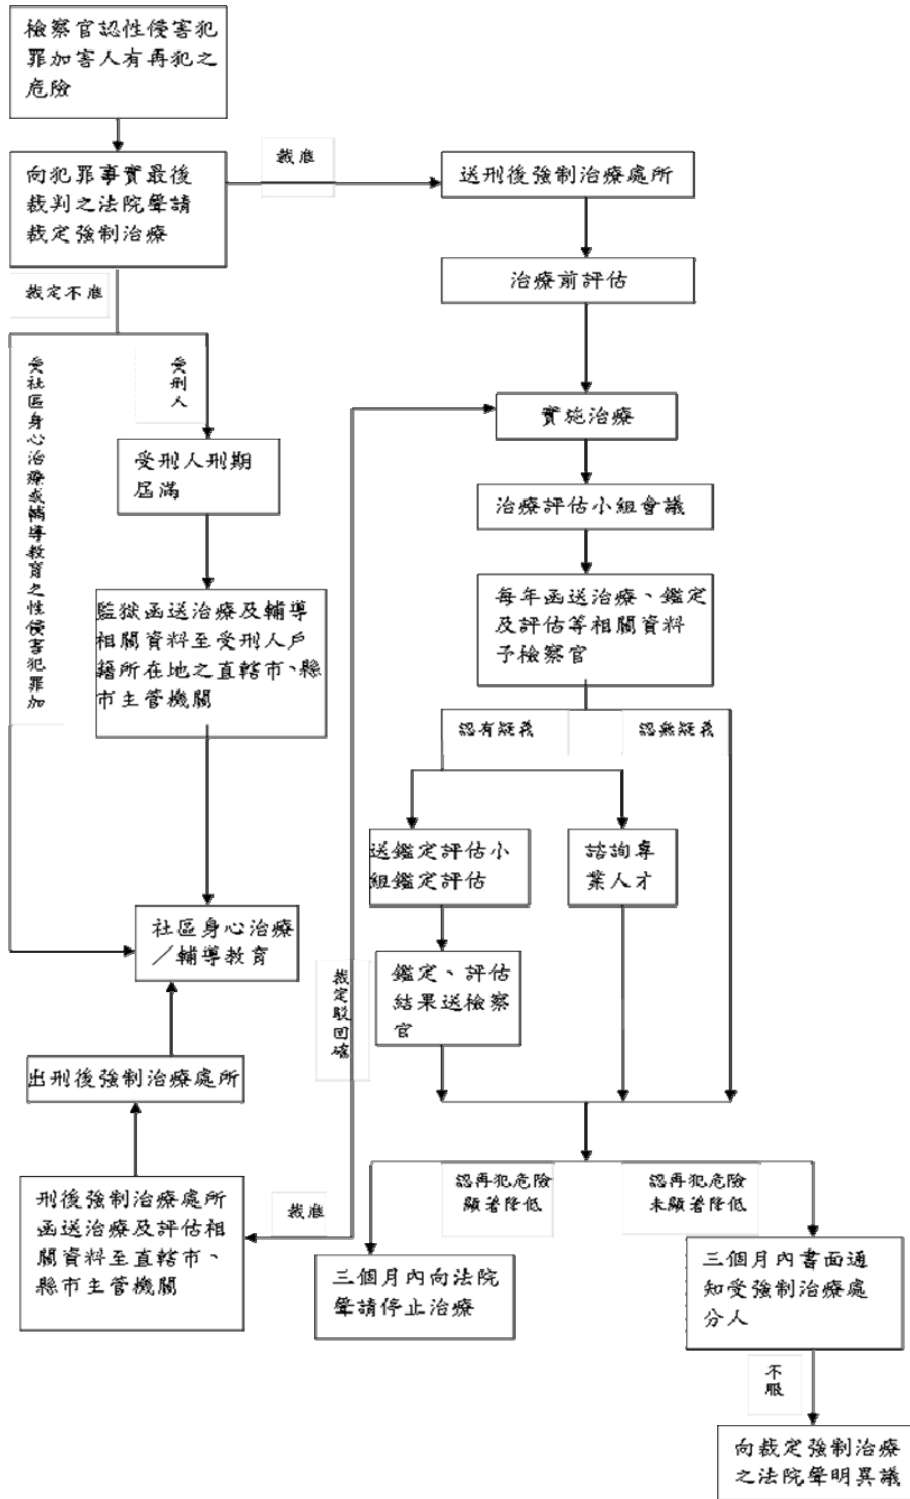 檢察官認性侵害犯
罪加害人有再犯之
危險
向犯罪事實最後
裁判之法院聲請
裁定強制治療
裁准
送刑後強制治療處所
治療前評估
裁定不准
受社區身心治療或輔導教育之性侵害犯罪加
受刑人
受刑人刑期
屆滿
實施治療
治療評估小組會議
監獄函送治療及輔導
相關資料至受刑人戶
籍所在地之直轄市、縣
市主管機關
每年函送治療、鑑定
及評估等相關資料
予檢察官
認有疑義
認無疑義
送鑑定評估小
組鑑定評估
諮詢專
業人才
社區身心治療
／輔導教育
鑑定、評估
結果送檢察
官
裁定駁回確
出刑後強制治療處所
刑後強制治療處所
函送治療及評估相
關資料至直轄市、
縣市主管機關
裁准
認再犯危險
顯著降低
認再犯危險
未顯著降低
三個月內向法院
聲請停止治療
三個月內書面通
知受強制治療處
分人
不
服
向裁定強制治療
之法院聲明異議